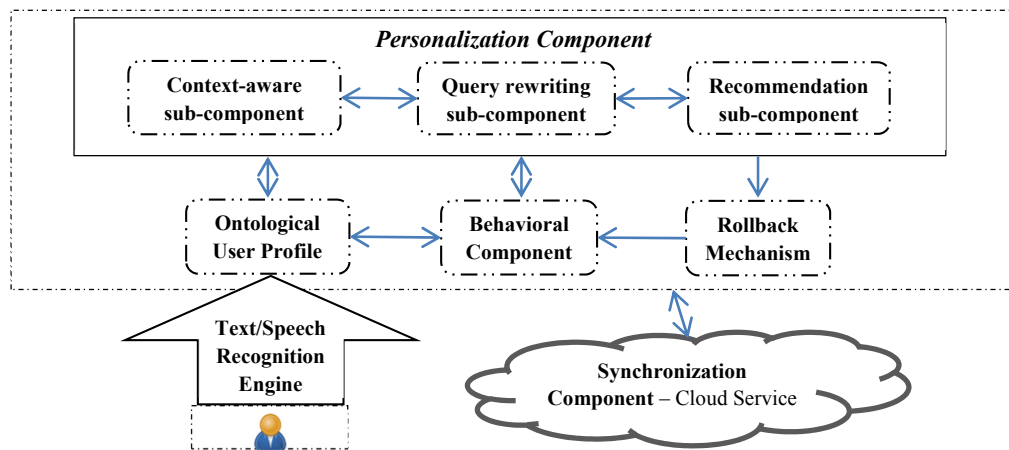 Personalization Component
Context-aware
sub-component
Query rewriting
sub-component
Recommendation
sub-component
Ontological
User Profile
Behavioral
Component
Rollback
Mechanism
Text/Speech
Recognition
Engine
Synchronization
Component – Cloud Service